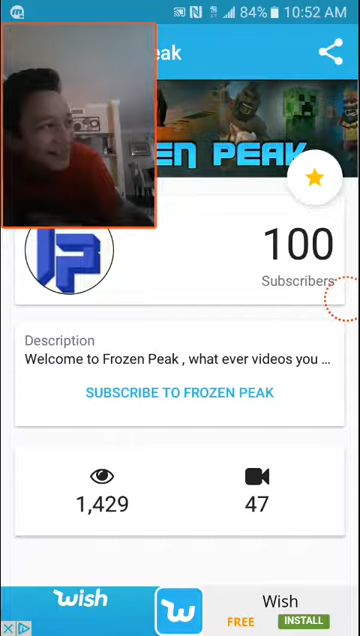 84% 10:52 AM
eak
ZEN PEAK
100
Subscribers
Description
Welcome to Frozen Peak , what ever videos you ...
SUBSCRIBE TO FROZEN PEAK
1,429
47
wish
Wish
FREE
INSTALL